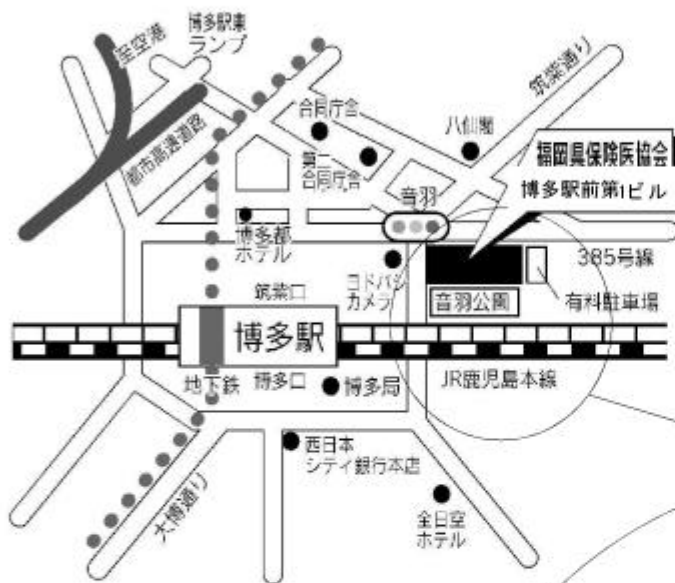 至空港
博多駅東
ランプ
都市高速道路
合同庁舎
第二
合同庁舎
八仙閣
筑紫通り
福岡県保険医協会
博多駅前第1ビル
音羽
博多都
ホテル
ヨドバシ
カメラ
385号線
有料駐車場
音羽公園
筑紫口
博多駅
地下鉄
博多口
博多局
JR鹿児島本線
西日本
シティ銀行本店
大博通り
全日空
ホテル